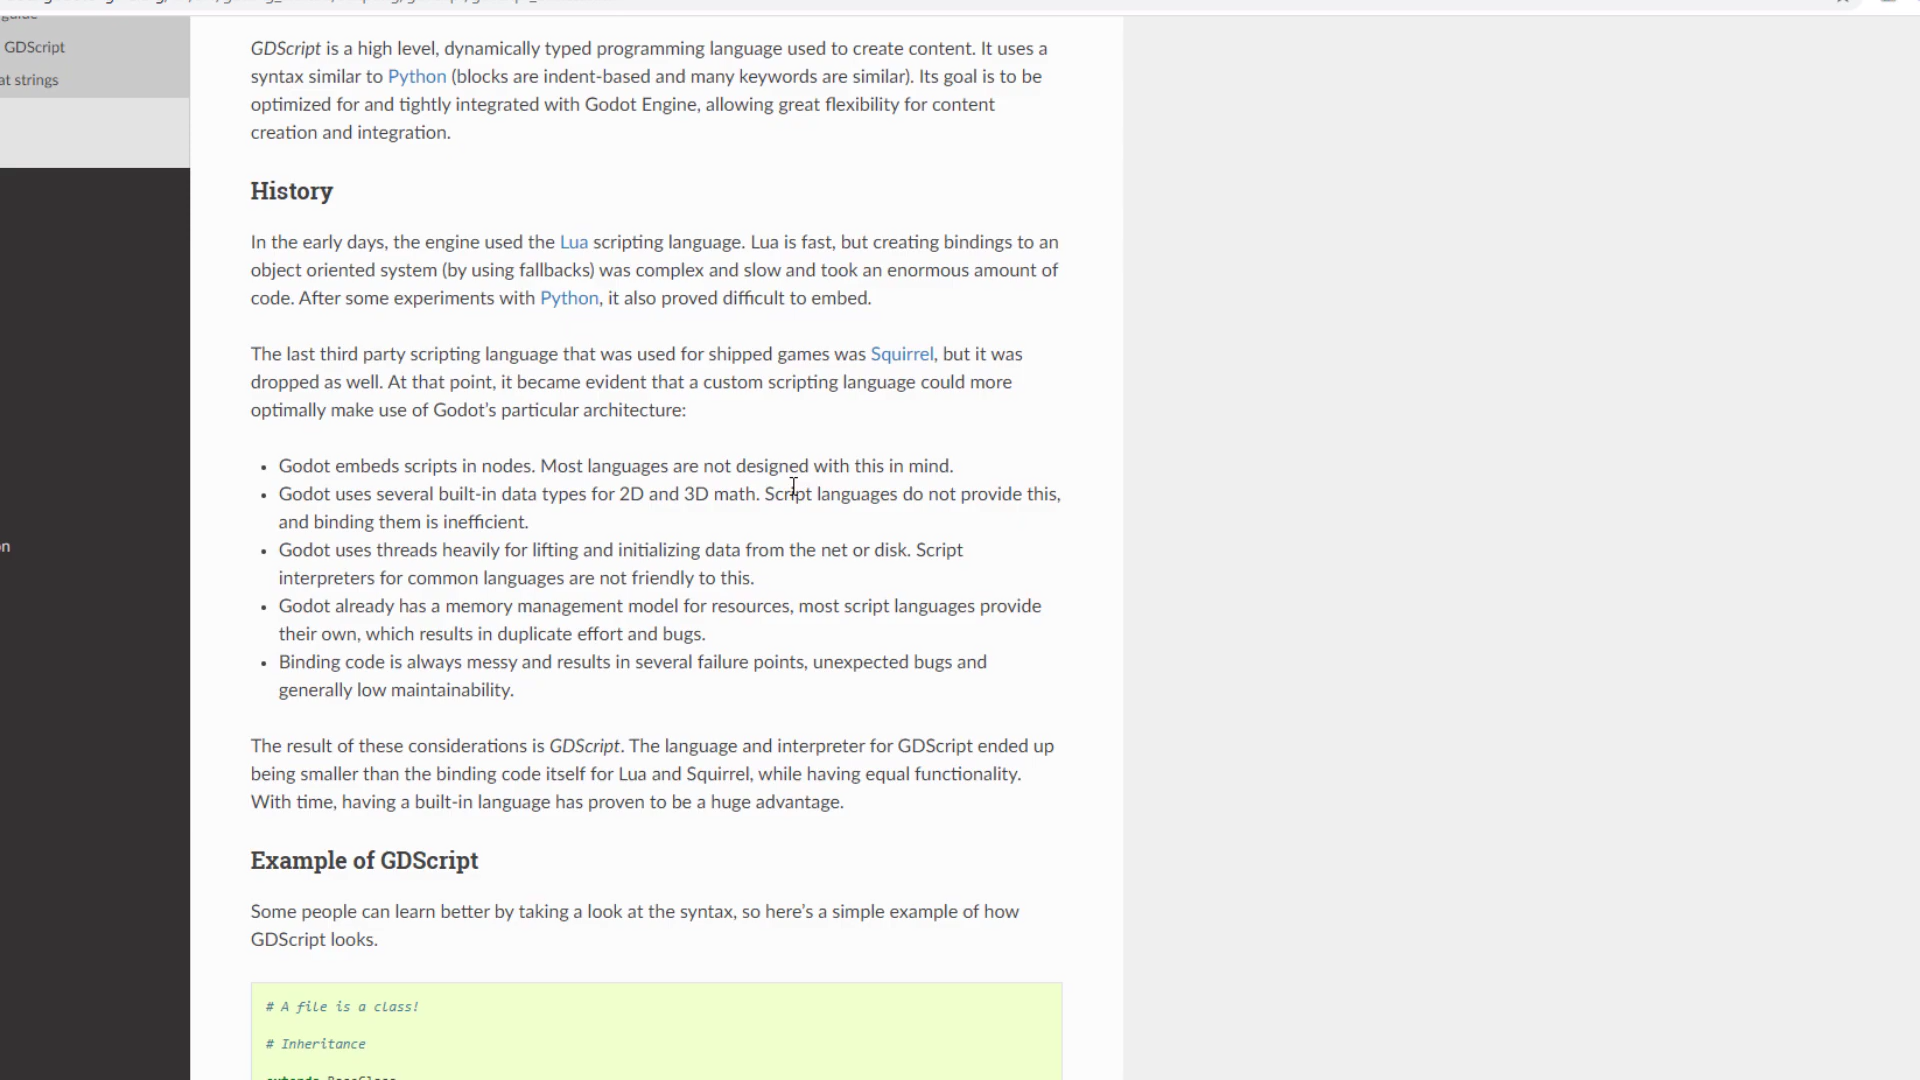 GDScript
at strings
on
GDScript is a high level, dynamically typed programming language used to create content. It uses a
syntax similar to Python (blocks are indent-based and many keywords are similar). Its goal is to be
optimized for and tightly integrated with Godot Engine, allowing great flexibility for content
creation and integration.
History
In the early days, the engine used the Lua scripting language. Lua is fast, but creating bindings to an
object oriented system (by using fallbacks) was complex and slow and took an enormous amount of
code. After some experiments with Python, it also proved difficult to embed.
The last third party scripting language that was used for shipped games was Squirrel, but it was
dropped as well. At that point, it became evident that a custom scripting language could more
optimally make use of Godot’s particular architecture:
• Godot embeds scripts in nodes. Most languages are not designed with this in mind.
• Godot uses several built-in data types for 2D and 3D math. Script languages do not provide this,
and binding them is inefficient.
• Godot uses threads heavily for lifting and initializing data from the net or disk. Script
interpreters for common languages are not friendly to this.
• Godot already has a memory management model for resources, most script languages provide
their own, which results in duplicate effort and bugs.
• Binding code is always messy and results in several failure points, unexpected bugs and
generally low maintainability.
The result of these considerations is GDScript. The language and interpreter for GDScript ended up
being smaller than the binding code itself for Lua and Squirrel, while having equal functionality.
With time, having a built-in language has proven to be a huge advantage.
Example of GDScript
Some people can learn better by taking a look at the syntax, so here’s a simple example of how
GDScript looks.
# A file is a class!
# Inheritance
extends BaseClass